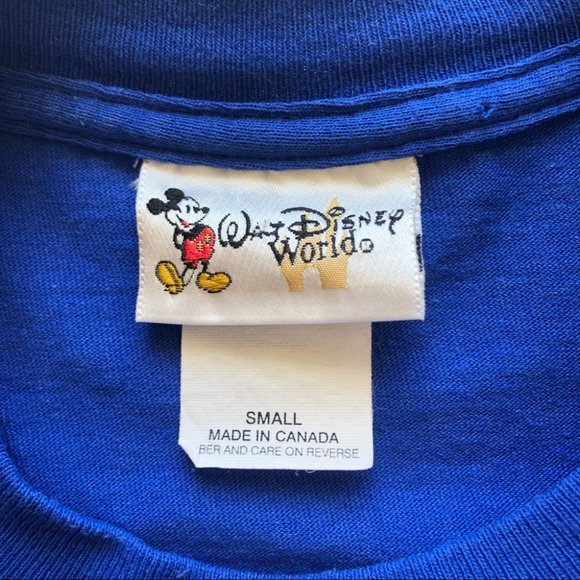 Walt Disney
World®
SMALL
MADE IN CANADA
BER AND CARE ON REVERSE